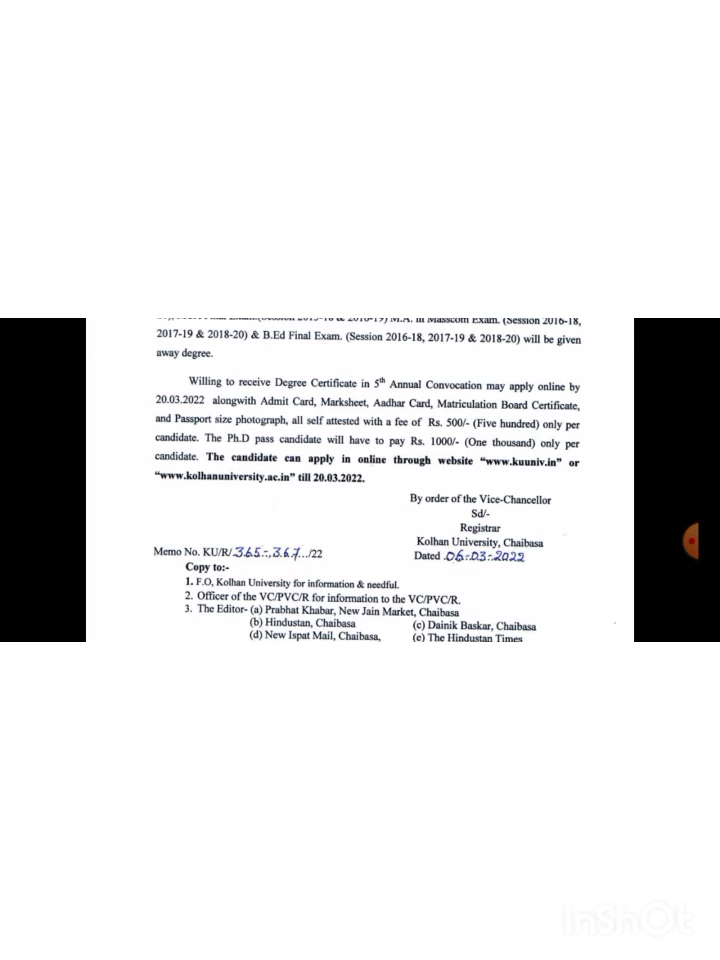 M.A. in Masscom Exam. (Session 2016-18,
2017-19 & 2018-20) & B.Ed Final Exam. (Session 2016-18, 2017-19 & 2018-20) will be given
away degree.
Willing to receive Degree Certificate in 5th Annual Convocation may apply online by
20.03.2022 alongwith Admit Card, Marksheet, Aadhar Card, Matriculation Board Certificate,
and Passport size photograph, all self attested with a fee of Rs. 500/- (Five hundred) only per
candidate. The Ph.D pass candidate will have to pay Rs. 1000/- (One thousand) only per
candidate. The candidate can apply in online through website “www.kuuniv.in” or
“www.kolhanuniversity.ac.in” till 20.03.2022.
By order of the Vice-Chancellor
Sd/-
Registrar
Kolhan University, Chaibasa
Memo No. KU/R/.365-,367.../22
Dated .06-03-2022
Copy to:-
1. F.O, Kolhan University for information & needful.
2. Officer of the VC/PVC/R for information to the VC/PVC/R.
3. The Editor- (a) Prabhat Khabar, New Jain Market, Chaibasa
(b) Hindustan, Chaibasa (c) Dainik Baskar, Chaibasa
(d) New Ispat Mail, Chaibasa, (e) The Hindustan Times
InShOt